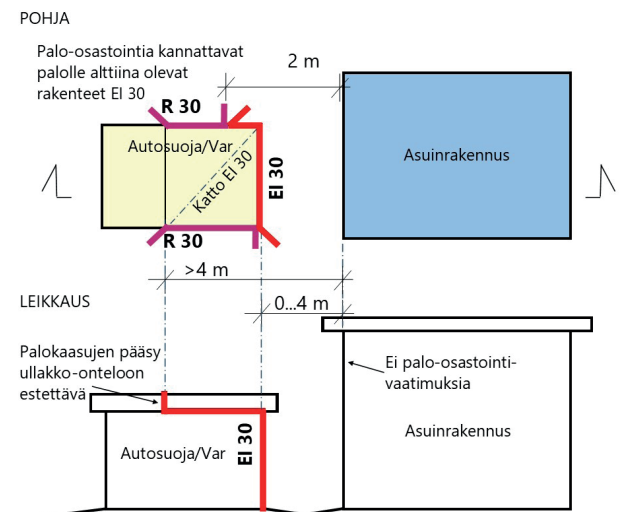 POHJA
Palo-osastointia kannattavat
palolle alttiina olevat
rakenteet EI 30
2 m
R 30
Autosuoja/Var
Katto EI 30
EI 30
Asuinrakennus
R 30
>4 m
LEIKKAUS
0...4 m
Palokaasujen pääsy
ullakko-onteloon
estettävä
Ei palo-osastointi-
vaatimuksia
Autosuoja/Var
EI 30
Asuinrakennus